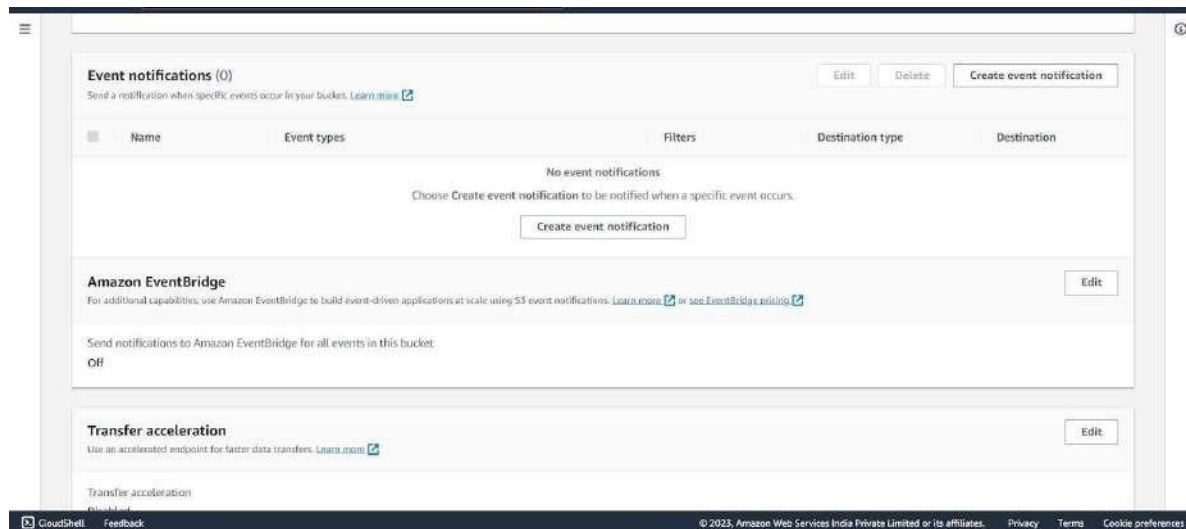 Event notifications (0)
Edit
Delete
Create event notification
Send a notification when specific events occur in your bucket. Learn more
Name
Event types
Filters
Destination type
Destination
No event notifications
Choose Create event notification to be notified when a specific event occurs.
Create event notification
Amazon EventBridge
Edit
For additional capabilities, use Amazon EventBridge to build event-driven applications at scale using S3 event notifications. Learn more or see EventBridge pricing
Send notifications to Amazon EventBridge for all events in this bucket
Off
Transfer acceleration
Edit
Use an accelerated endpoint for faster data transfers. Learn more
Transfer acceleration
Disabled
CloudShell Feedback © 2023, Amazon Web Services India Private Limited or its affiliates. Privacy Terms Cookie preferences